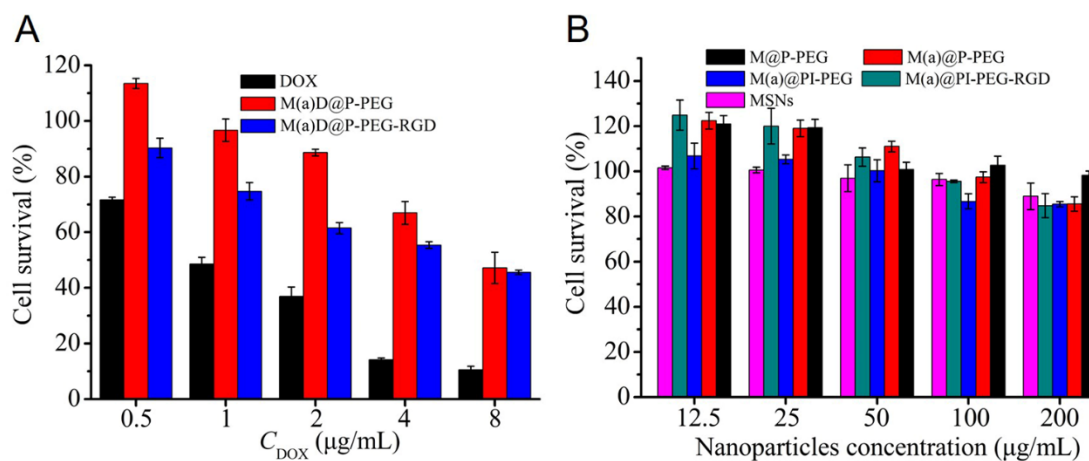 A
DOX
M(a)D@P-PEG
M(a)D@P-PEG-RGD
Cell survival (%)
120
100
80
60
40
20
0
0.5 1 2 4 8
C_DOX (μg/mL)
B
M@P-PEG M(a)@P-PEG
M(a)@PI-PEG M(a)@PI-PEG-RGD
MSNs
Cell survival (%)
140
120
100
80
60
40
20
0
12.5 25 50 100 200
Nanoparticles concentration (μg/mL)